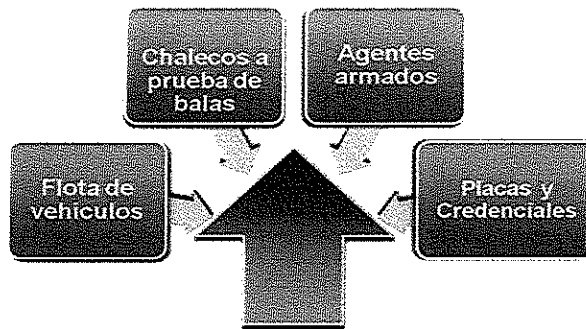 Chalecos a
prueba de
balas
Agentes
armados
Flota de
vehiculos
Placas y
Credenciales